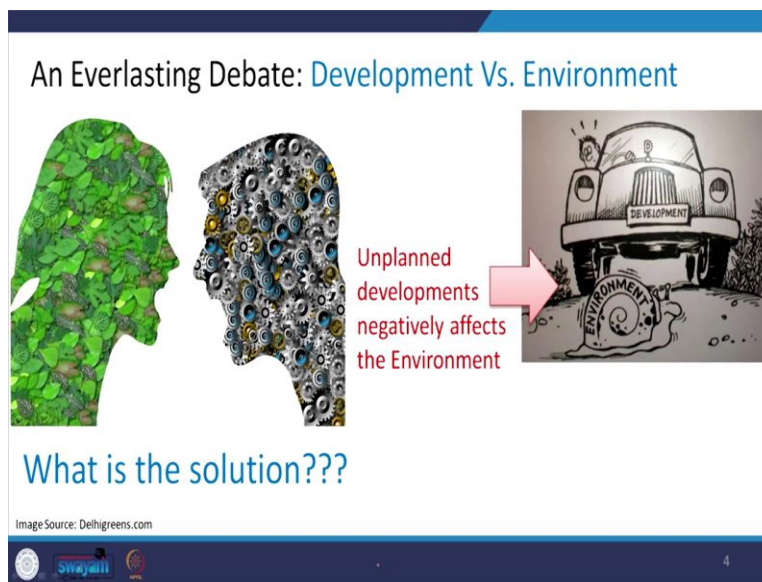 An Everlasting Debate: Development Vs. Environment
Unplanned
developments
negatively affects
the Environment
DEVELOPMENT
ENVIRONMENT
What is the solution???
Image Source: Delhigreens.com
swayam
4